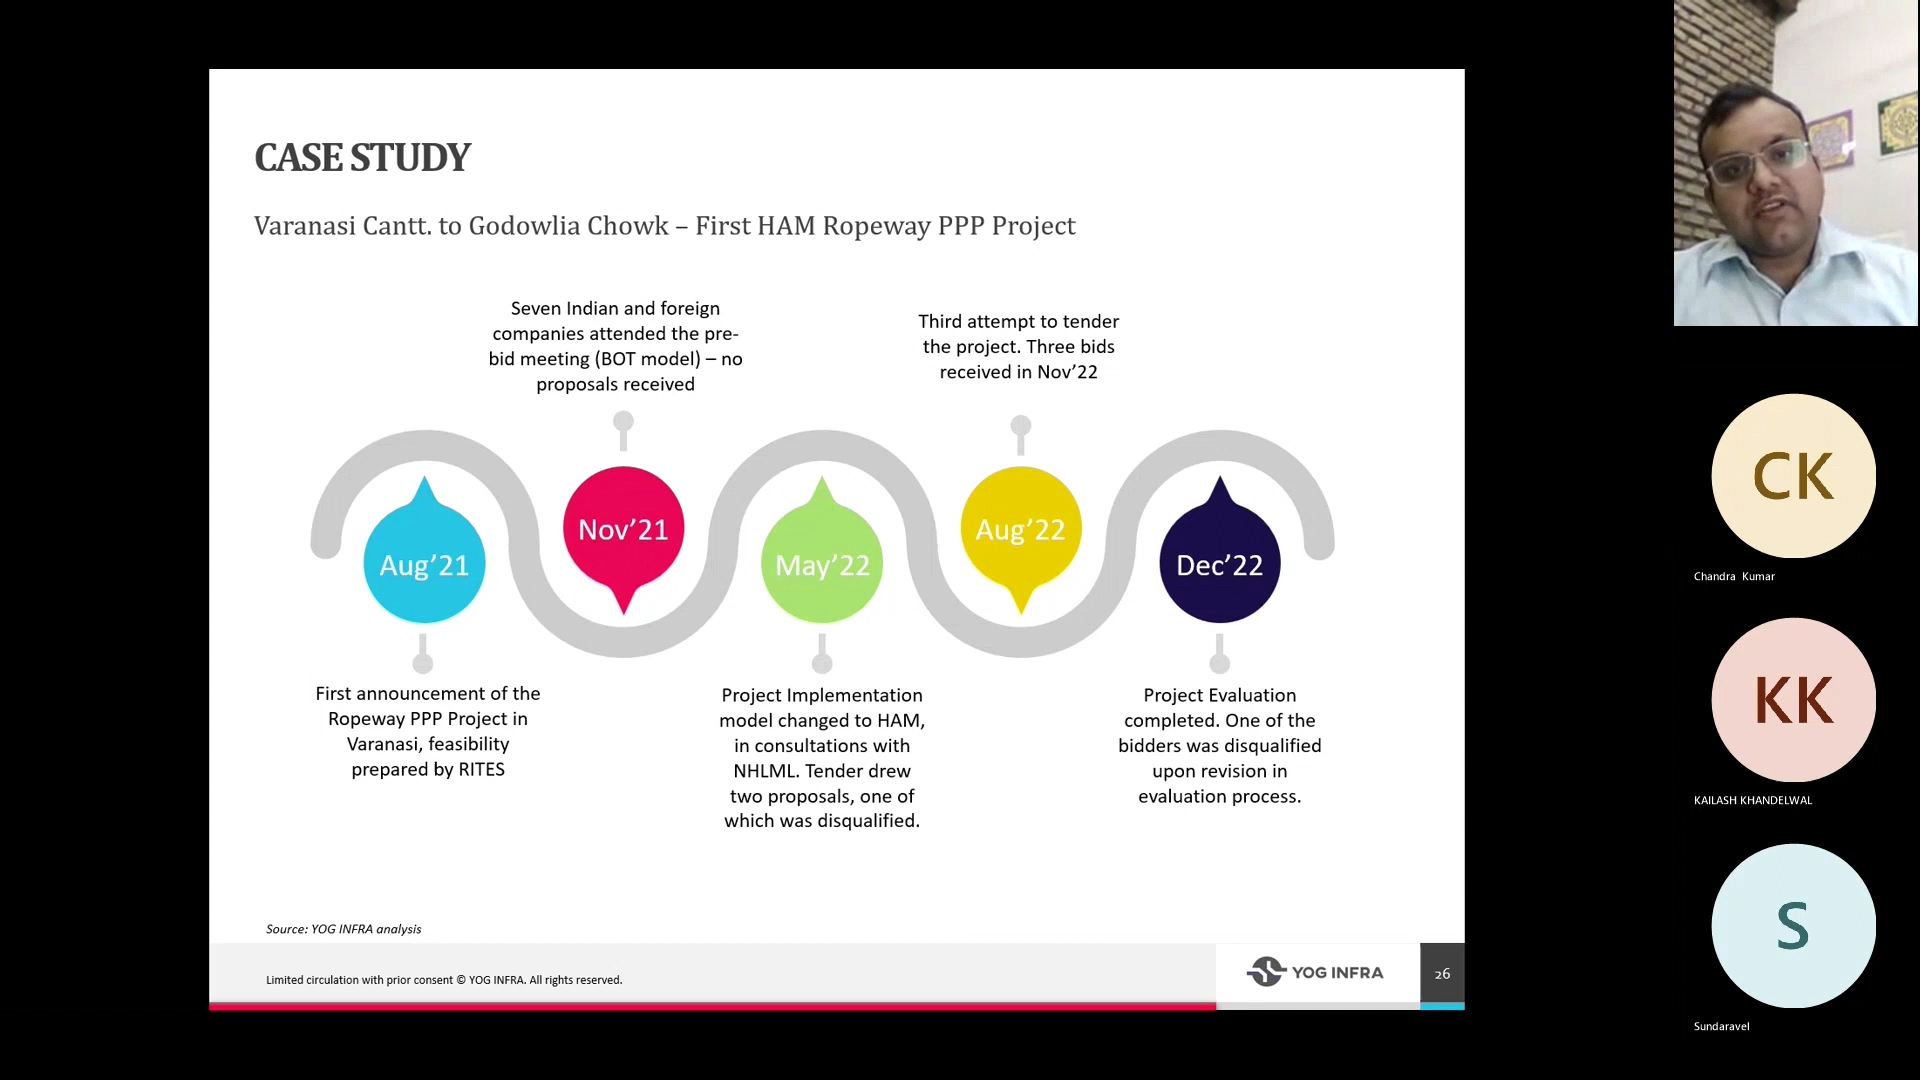 CASE STUDY
Varanasi Cantt. to Godowlia Chowk – First HAM Ropeway PPP Project
Seven Indian and foreign
companies attended the pre-
bid meeting (BOT model) – no
proposals received
Third attempt to tender
the project. Three bids
received in Nov’22
Aug’21
Nov’21
May’22
Aug’22
Dec’22
First announcement of the
Ropeway PPP Project in
Varanasi, feasibility
prepared by RITES
Project Implementation
model changed to HAM,
in consultations with
NHLML. Tender drew
two proposals, one of
which was disqualified.
Project Evaluation
completed. One of the
bidders was disqualified
upon revision in
evaluation process.
Source: YOG INFRA analysis
Limited circulation with prior consent © YOG INFRA. All rights reserved.
YOG INFRA
26
CK
Chandra Kumar
KK
KAILASH KHANDELWAL
S
Sundaravel